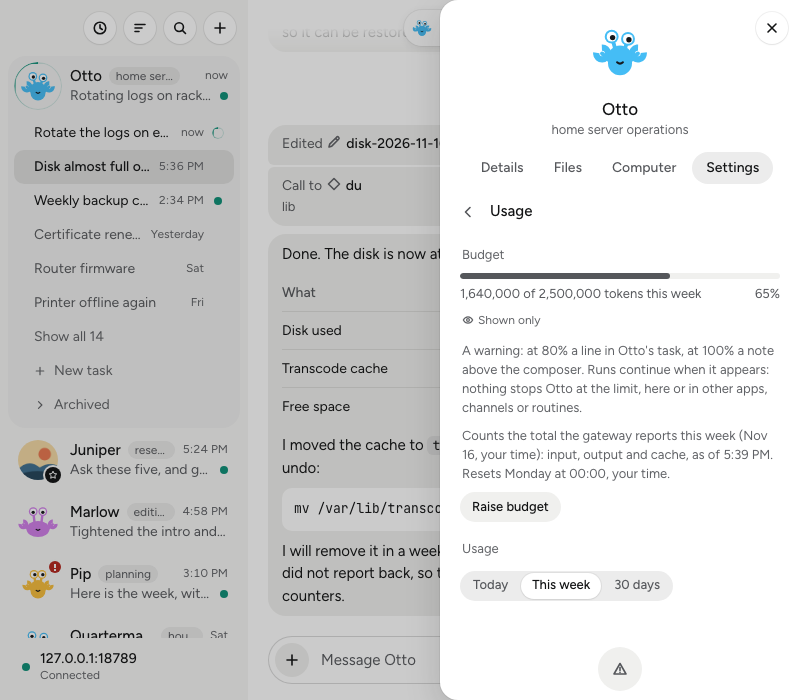 Otto
home ser...
now
Rotating logs on rack...
Rotate the logs on e...
now
Disk almost full o...
5:36 PM
Weekly backup c...
2:34 PM
Certificate rene...
Yesterday
Router firmware
Sat
Printer offline again
Fri
Show all 14
New task
Archived
Juniper
rese...
5:24 PM
Ask these five, and g...
Marlow
editi...
4:58 PM
Tightened the intro and...
Pip
planning
3:10 PM
Here is the week, wit...
Quarterma
hou...
Sat
127.0.0.1:18789
Connected
so it can be restor
Edited
disk-2026-11-1
Call to
du
lib
Done. The disk is now at
What
Disk used
Transcode cache
Free space
I moved the cache to
undo:
mv /var/lib/transco
I will remove it in a week
did not report back, so t
counters.
Message Otto
Otto
home server operations
Details
Files
Computer
Settings
Usage
Budget
1,640,000 of 2,500,000 tokens this week
65%
Shown only
A warning: at 80% a line in Otto's task, at 100% a note
above the composer. Runs continue when it appears:
nothing stops Otto at the limit, here or in other apps,
channels or routines.
Counts the total the gateway reports this week (Nov
16, your time): input, output and cache, as of 5:39 PM.
Resets Monday at 00:00, your time.
Raise budget
Usage
Today
This week
30 days